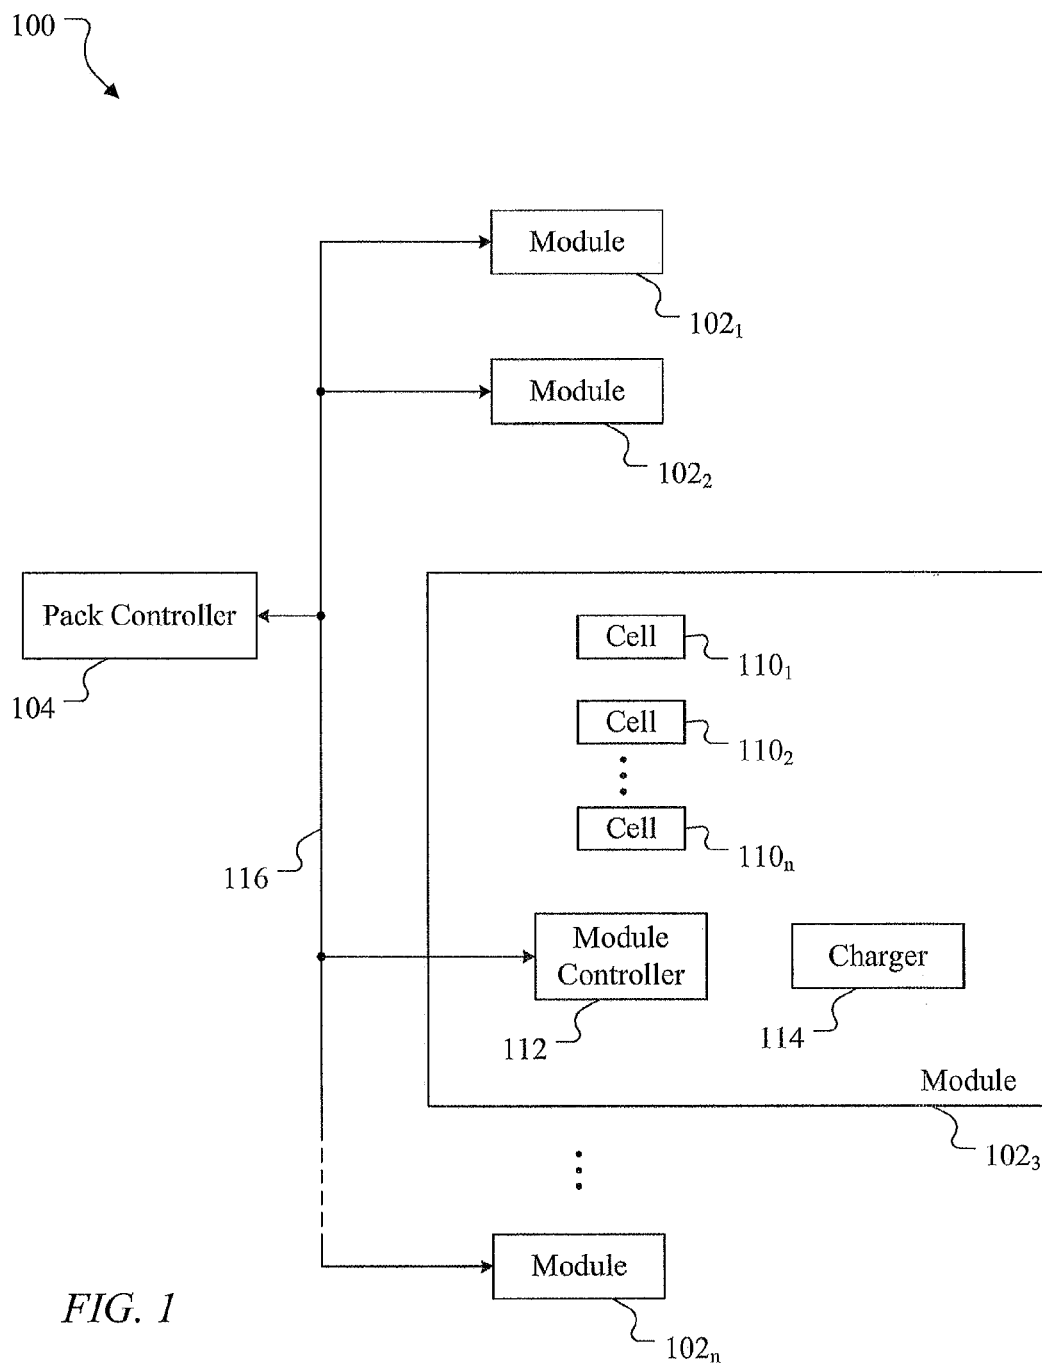 100
Module
102₁
Module
102₂
Pack Controller
104
Cell
110₁
Cell
110₂
Cell
110ₙ
116
Module
Controller
112
Charger
114
Module
102₃
Module
102ₙ
FIG. 1